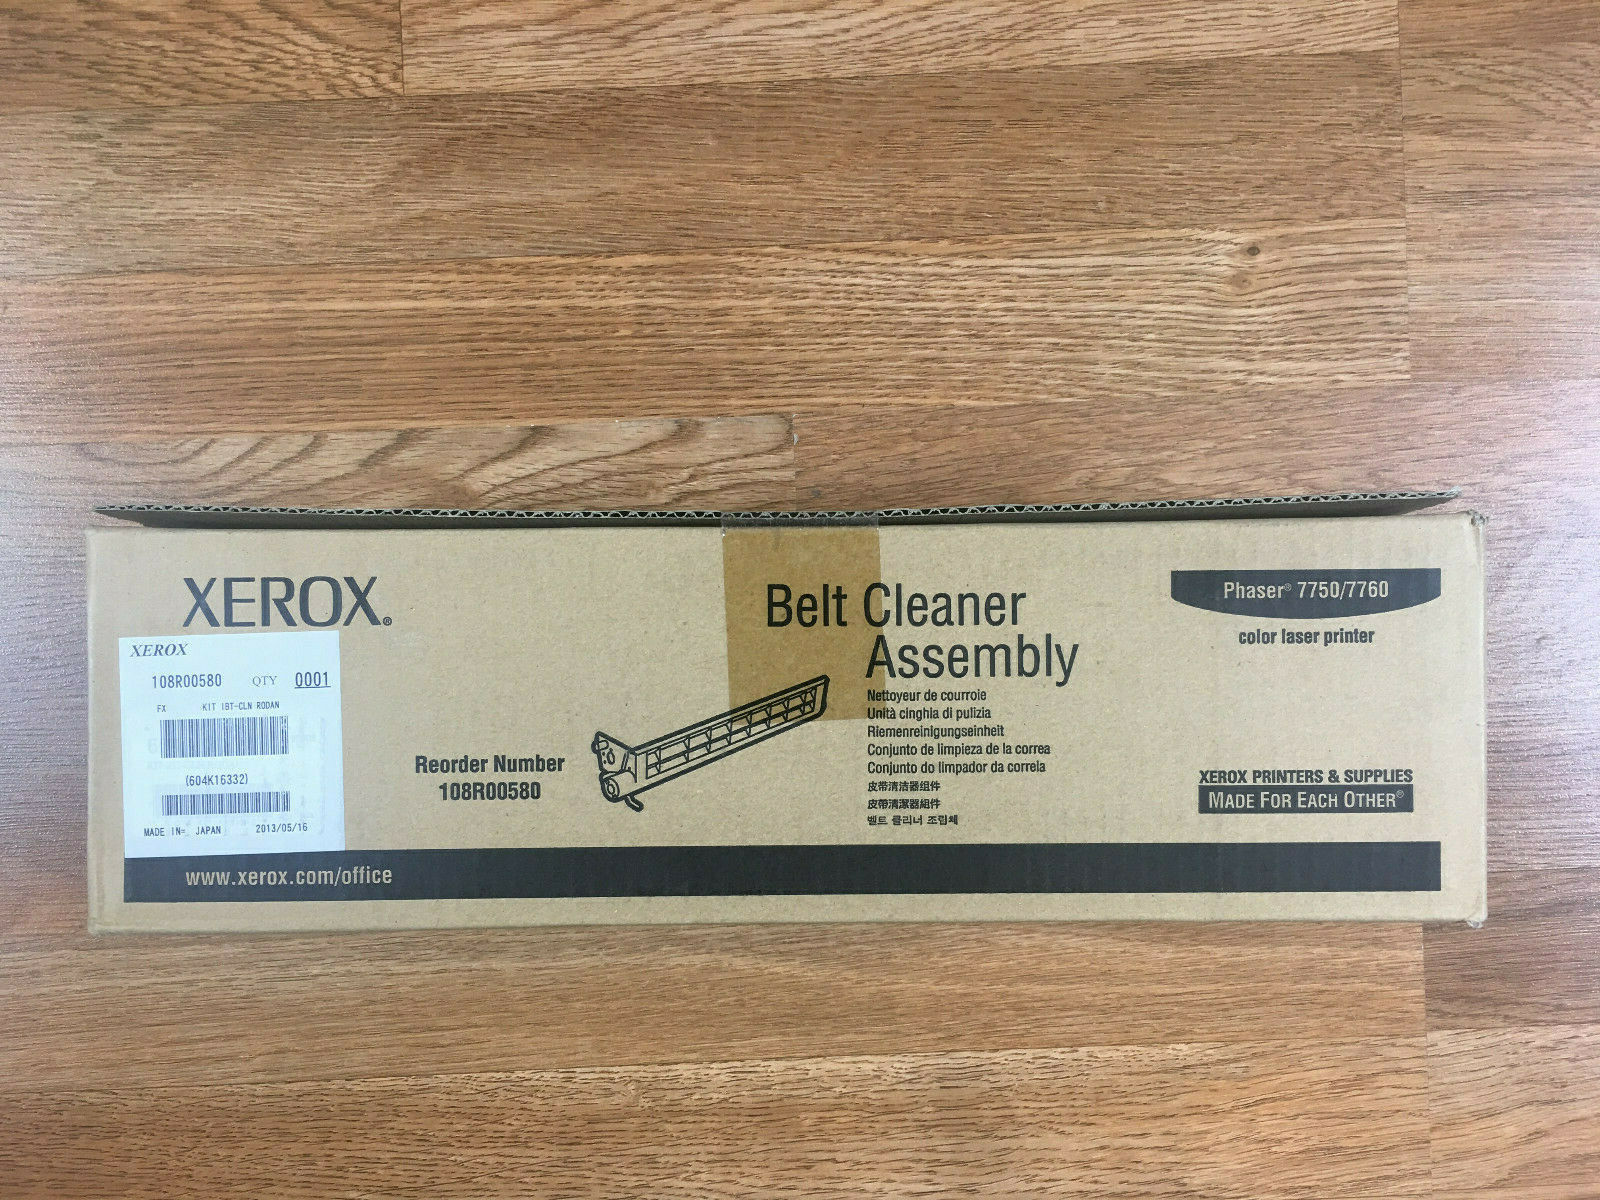 XEROX®
XEROX
108R00580 QTY 0001
FX KIT IBT-CLN RODAN
(604K16332)
MADE IN= JAPAN 2013/05/16
Reorder Number
108R00580
Belt Cleaner
Assembly
Nettoyeur de courroie
Unità cinghia di pulizia
Riemenreinigungseinheit
Conjunto de limpieza de la correa
Conjunto do limpador da correia
皮带清洁器组件
皮帶清潔器組件
벨트 클리너 조립체
Phaser® 7750/7760
color laser printer
XEROX PRINTERS & SUPPLIES
MADE FOR EACH OTHER®
www.xerox.com/office